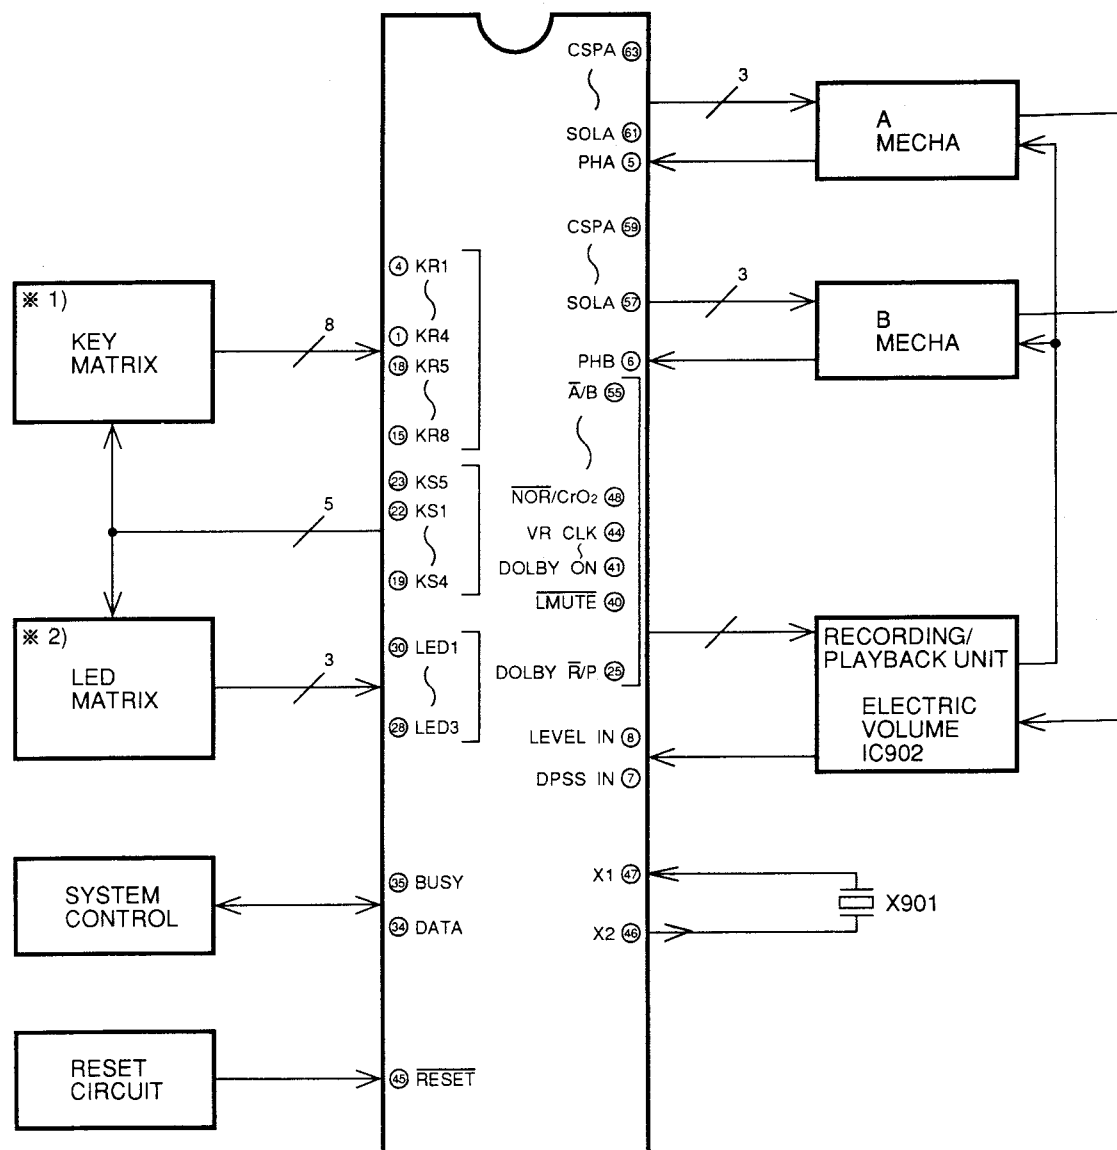 CSPA 63
3
A
MECHA
SOLA 61
PHA 5
CSPA 59
4 KR1
※ 1)
KEY
MATRIX
8
3
SOLA 57
B
MECHA
1 KR4
18 KR5
PHB 6
A̅/B 55
15 KR8
23 KS5
N̅O̅R̅/CrO₂ 48
22 KS1
5
VR CLK 44
DOLBY ON 41
19 KS4
L̅M̅U̅T̅E̅ 40
※ 2)
LED
MATRIX
3
30 LED1
DOLBY R̅/P 25
RECORDING/
PLAYBACK UNIT
ELECTRIC
VOLUME
IC902
28 LED3
LEVEL IN 8
DPSS IN 7
SYSTEM
CONTROL
35 BUSY
34 DATA
X1 47
X901
X2 46
RESET
CIRCUIT
45 R̅E̅S̅E̅T̅